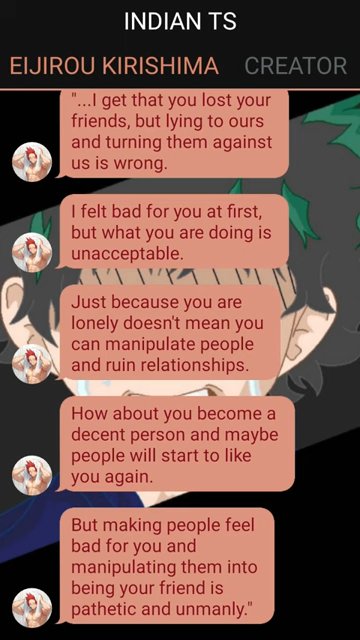 INDIAN TS
EIJIROU KIRISHIMA CREATOR
"...I get that you lost your
friends, but lying to ours
and turning them against
us is wrong.
I felt bad for you at first,
but what you are doing is
unacceptable.
Just because you are
lonely doesn't mean you
can manipulate people
and ruin relationships.
How about you become a
decent person and maybe
people will start to like
you again.
But making people feel
bad for you and
manipulating them into
being your friend is
pathetic and unmanly."